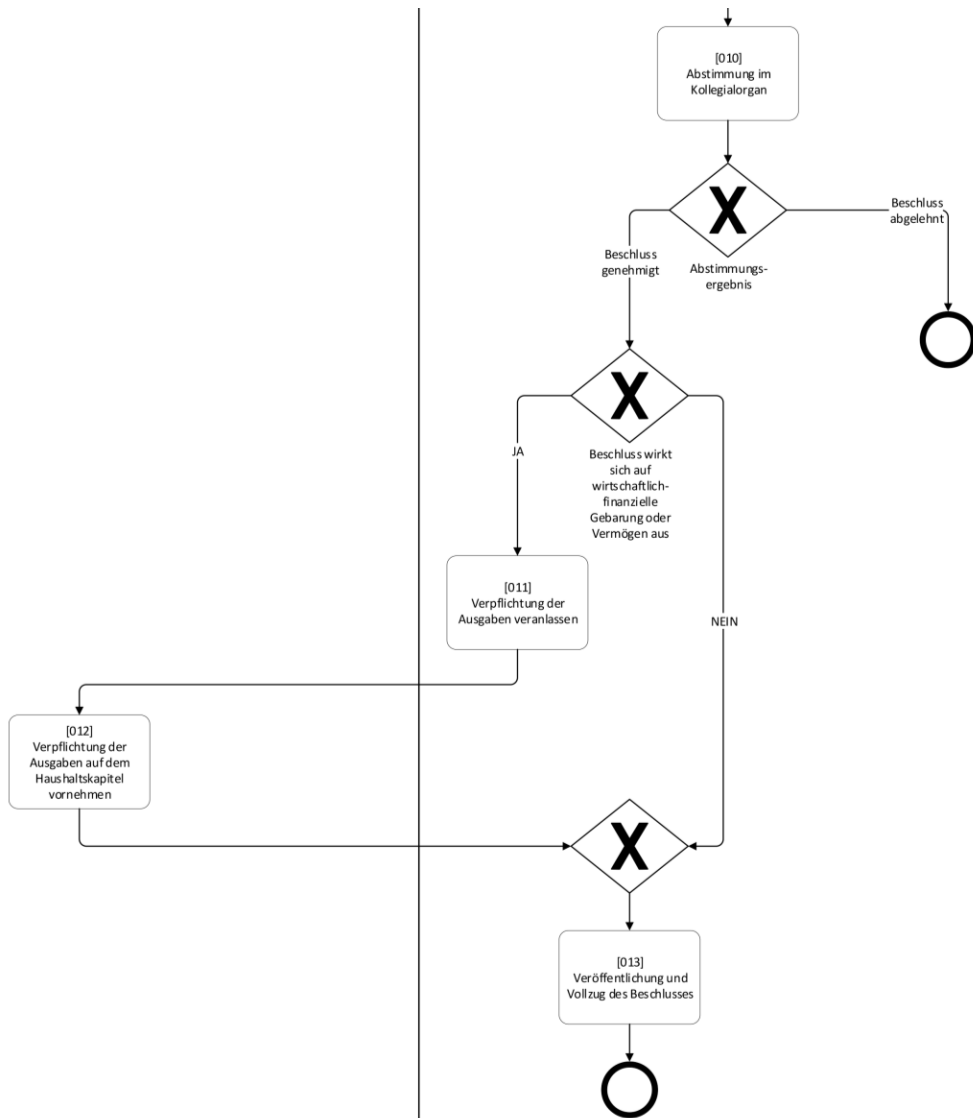 [010]
Abstimmung im
Kollegialorgan
Beschluss
abgelehnt
Beschluss
genehmigt
Abstimmungs-
ergebnis
JA
Beschluss wirkt
sich auf
wirtschaftlich-
finanzielle
Gebarung oder
Vermögen aus
[011]
Verpflichtung der
Ausgaben veranlassen
NEIN
[012]
Verpflichtung der
Ausgaben auf dem
Haushaltskapitel
vornehmen
[013]
Veröffentlichung und
Vollzug des Beschlusses